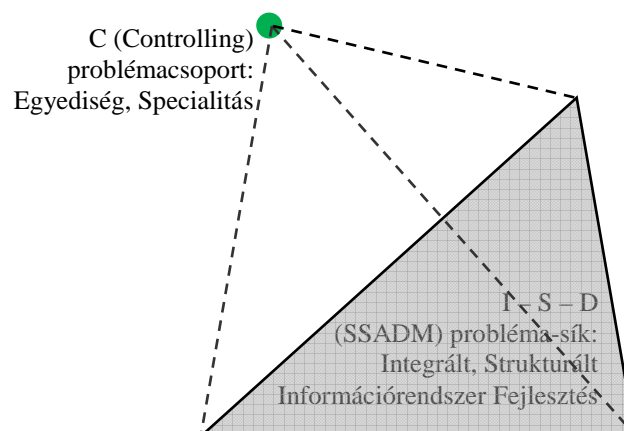 C (Controlling)
problémacsoport:
Egyediség, Specialitás
I – S – D
(SSADM) probléma-sík:
Integrált, Strukturált
Információrendszer Fejlesztés